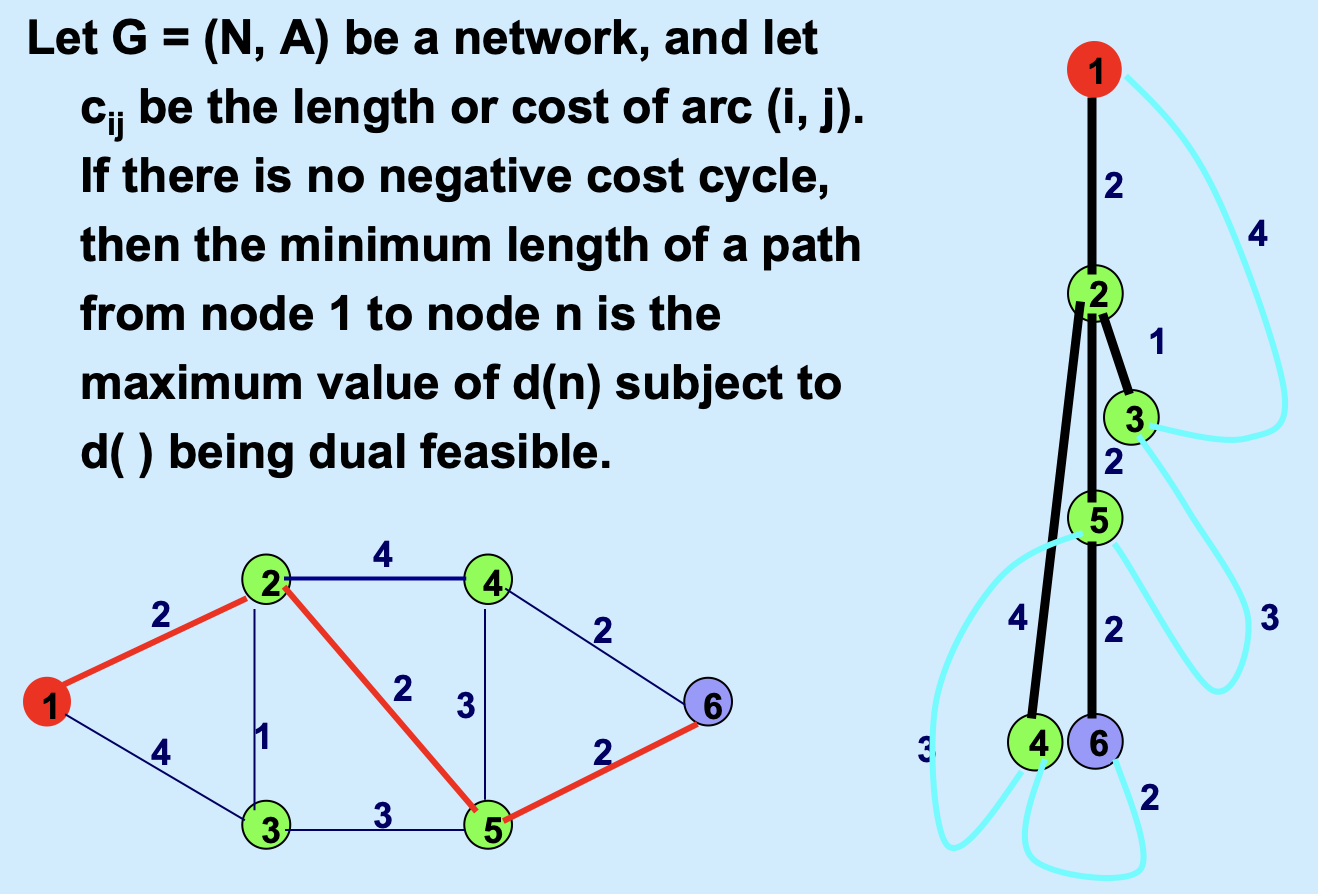 Let G = (N, A) be a network, and let
cij be the length or cost of arc (i, j).
If there is no negative cost cycle,
then the minimum length of a path
from node 1 to node n is the
maximum value of d(n) subject to
d( ) being dual feasible.
4
2 4
2 2
1 2 3 6
4 1 2
3 3 5
1
2
4
2
1
3
2
5
4 2 3
3 4 6
2